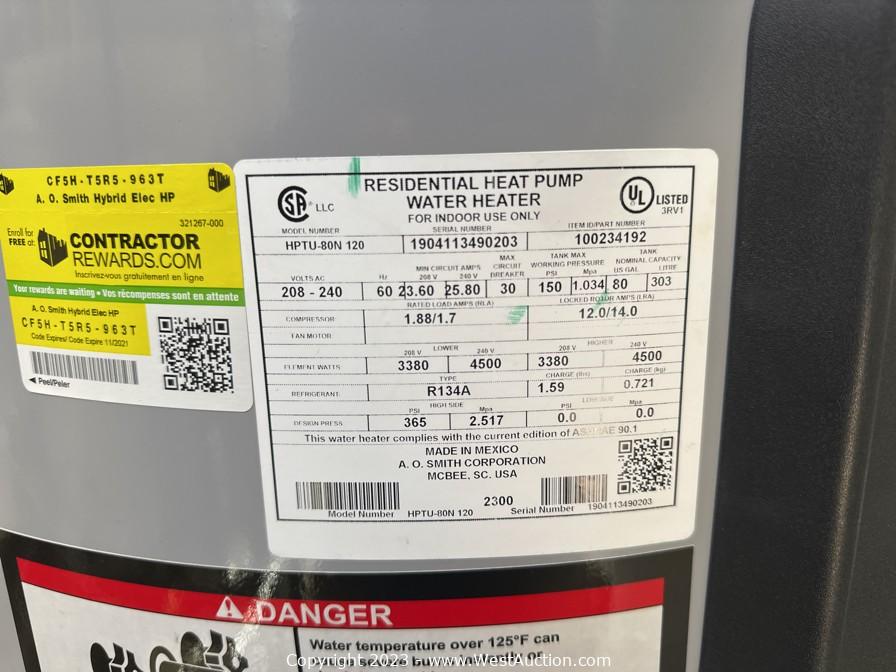 CF5H-T5R5-963T
A. O. Smith Hybrid Elec HP
321267-000
Enroll for
FREE at:
CONTRACTOR
REWARDS.COM
Inscrivez-vous gratuitement en ligne
Your rewards are waiting • Vos récompenses sont en attente
A. O. Smith Hybrid Elec HP
CF5H-T5R5-963T
Code Expires/ Code Expire 11/2021
◀ Peel/Peler
SA ® LLC
RESIDENTIAL HEAT PUMP
WATER HEATER
FOR INDOOR USE ONLY
UL ® LISTED
3RV1
MODEL NUMBER SERIAL NUMBER ITEM ID/PART NUMBER
HPTU-80N 120 1904113490203 100234192
VOLTS AC Hz MIN CIRCUIT AMPS 208 V 240 V MAX CIRCUIT BREAKER TANK MAX WORKING PRESSURE PSI Mpa TANK NOMINAL CAPACITY US GAL LITRE
208 - 240 60 23.60 25.80 30 150 1.034 80 303
RATED LOAD AMPS (RLA) LOCKED ROTOR AMPS (LRA)
COMPRESSOR: 1.88/1.7 12.0/14.0
FAN MOTOR
LOWER HIGHER
208 V 240 V 208 V 240 V
ELEMENT WATTS 3380 4500 3380 4500
TYPE CHARGE (lbs) CHARGE (kg)
REFRIGERANT: R134A 1.59 0.721
HIGH SIDE
PSI Mpa PSI Mpa
DESIGN PRESS. 365 2.517 0.0 0.0
This water heater complies with the current edition of 90.1
MADE IN MEXICO
A. O. SMITH CORPORATION
MCBEE, SC. USA
2300
Model Number HPTU-80N 120 Serial Number 1904113490203
DANGER
Water temperature over 125°F can
Copyright 2023 - www.WestAuction.com